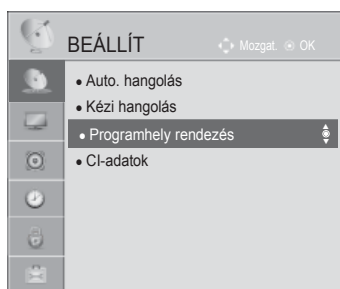 BEÁLLÍT
Mozgat. OK
Auto. hangolás
Kézi hangolás
Programhely rendezés
CI-adatok